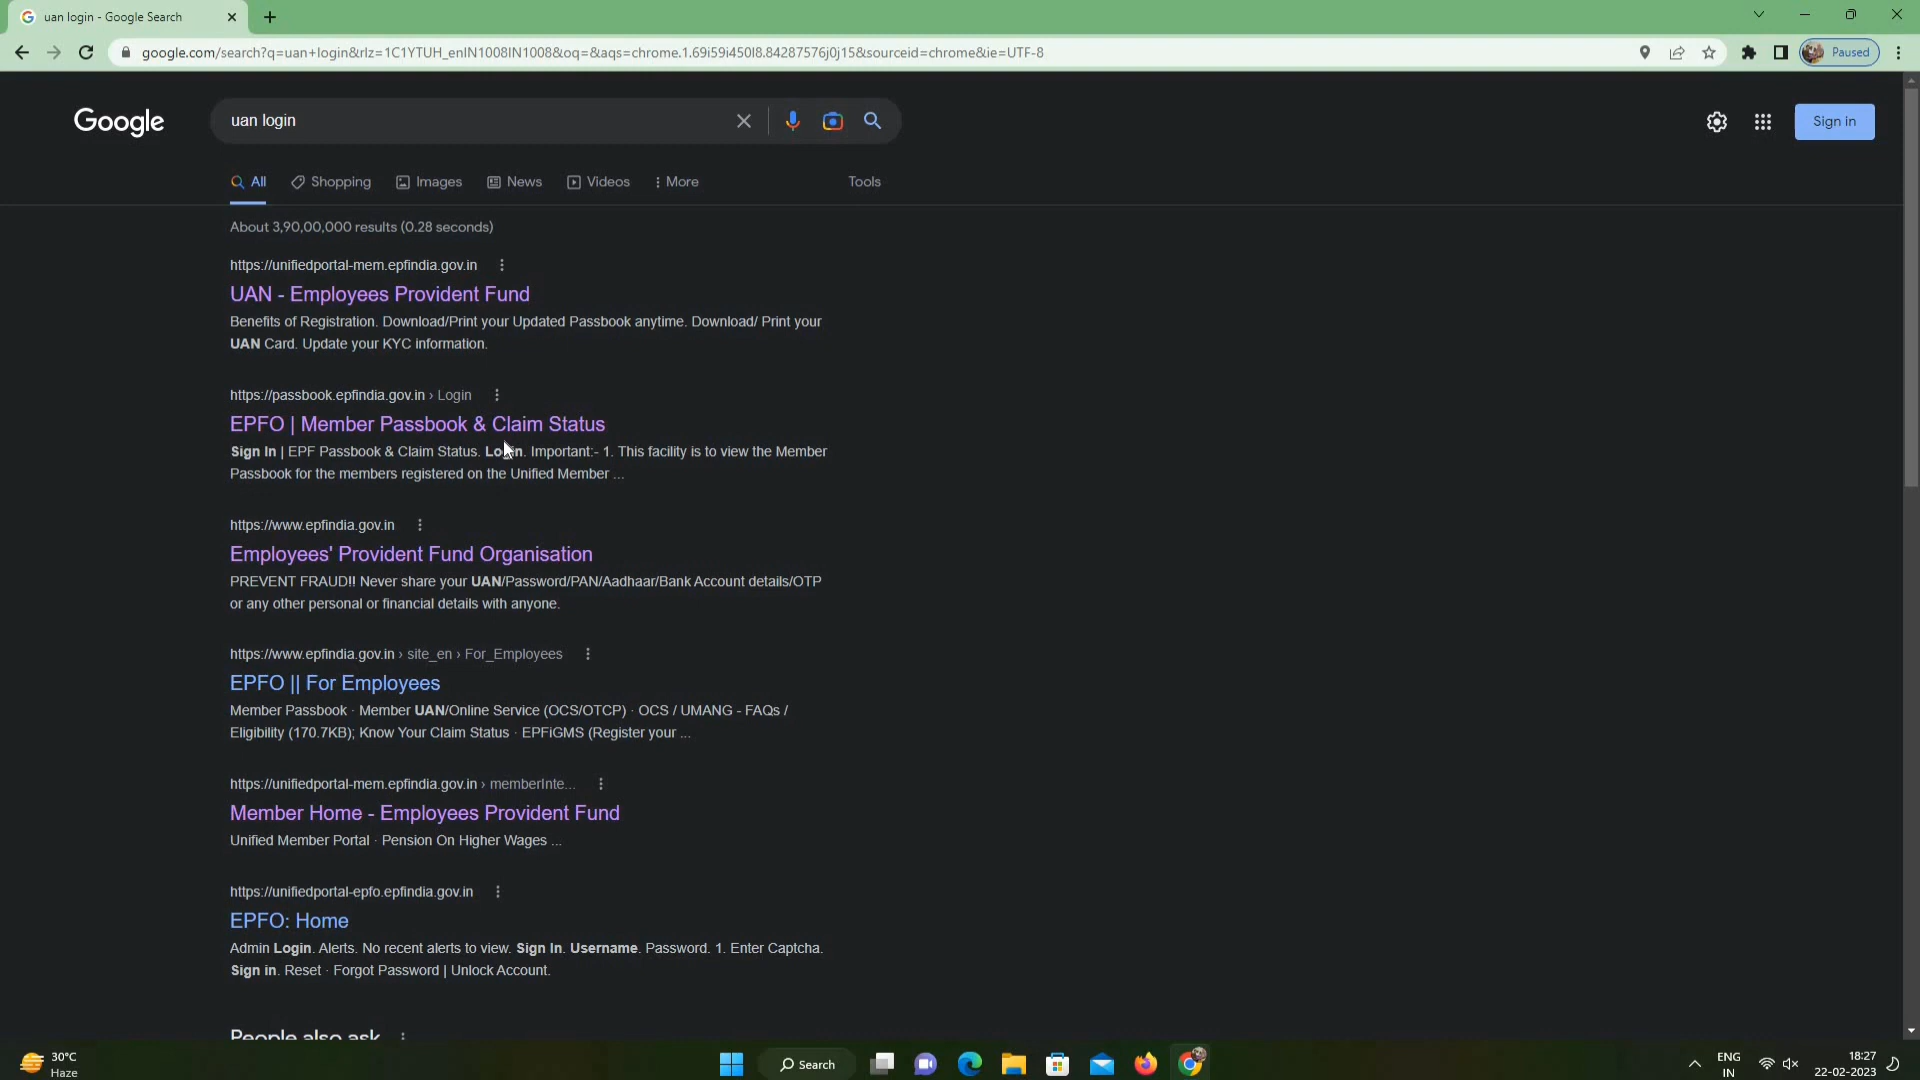 uan login - Google Search
google.com/search?q=uan+login&rlz=1C1YTUH_enIN1008IN1008&oq=&aqs=chrome.1.69i59i450l8.84287576j0j15&sourceid=chrome&ie=UTF-8
Paused
Google
uan login
Sign in
All
Shopping
Images
News
Videos
More
Tools
About 3,90,00,000 results (0.28 seconds)
https://unifiedportal-mem.epfindia.gov.in
UAN - Employees Provident Fund
Benefits of Registration. Download/Print your Updated Passbook anytime. Download/ Print your
UAN Card. Update your KYC information.
https://passbook.epfindia.gov.in › Login
EPFO | Member Passbook & Claim Status
Sign In | EPF Passbook & Claim Status. Login. Important:- 1. This facility is to view the Member
Passbook for the members registered on the Unified Member ...
https://www.epfindia.gov.in
Employees' Provident Fund Organisation
PREVENT FRAUD!! Never share your UAN/Password/PAN/Aadhaar/Bank Account details/OTP
or any other personal or financial details with anyone.
https://www.epfindia.gov.in › site_en › For_Employees
EPFO || For Employees
Member Passbook · Member UAN/Online Service (OCS/OTCP) · OCS / UMANG - FAQs /
Eligibility (170.7KB); Know Your Claim Status · EPFiGMS (Register your ...
https://unifiedportal-mem.epfindia.gov.in › memberInte...
Member Home - Employees Provident Fund
Unified Member Portal · Pension On Higher Wages ...
https://unifiedportal-epfo.epfindia.gov.in
EPFO: Home
Admin Login. Alerts. No recent alerts to view. Sign In. Username. Password. 1. Enter Captcha.
Sign in. Reset · Forgot Password | Unlock Account.
People also ask
30°C
Haze
Search
ENG
IN
18:27
22-02-2023